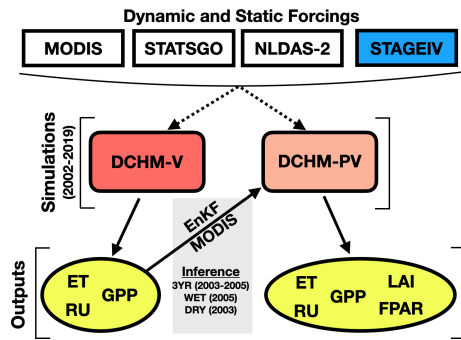 Dynamic and Static Forcings
MODIS
STATSGO
NLDAS-2
STAGEIV
Simulations
(2002-2019)
DCHM-V
DCHM-PV
EnKF
MODIS
Inference
3YR (2003-2005)
WET (2005)
DRY (2003)
Outputs
ET
RU
GPP
ET
RU
GPP
LAI
FPAR